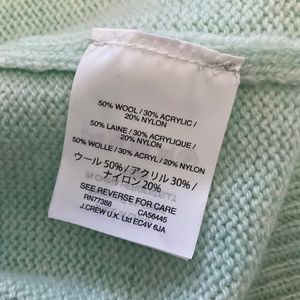 50% WOOL / 30% ACRYLIC /
20% NYLON
50% LAINE / 30% ACRYLIQUE /
20% NYLON
50% WOLLE / 30% ACRYL / 20% NYLON
ウール 50% / アクリル 30% /
ナイロン 20%
SEE REVERSE FOR CARE
RN77388 CA56445
J.CREW U.K. Ltd EC4V 6JA